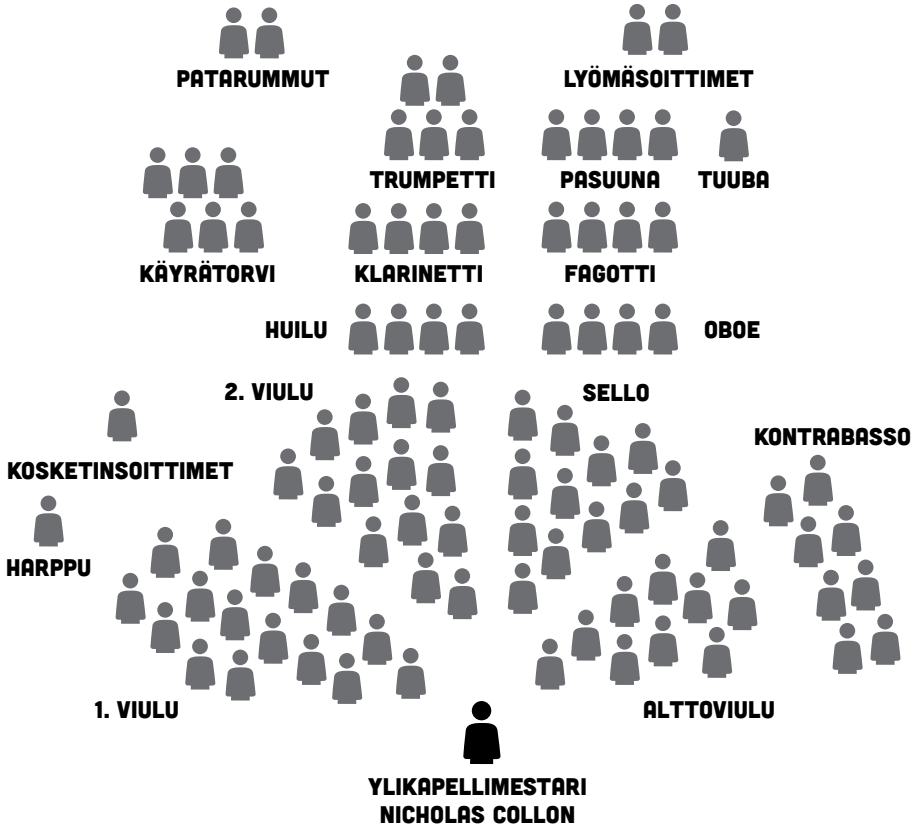 PATARUMMUT
LYÖMÄSOITTIMET
TRUMPETTI
PASUUNA
TUUBA
KÄYRÄTORVI
KLARINETTI
FAGOTTI
HUILU
OBOE
2. VIULU
SELLO
KONTRABASSO
KOSKETINSOITTIMET
HARPPU
1. VIULU
ALTTOVIULU
YLIKAPELLIMESTARI
NICHOLAS COLLON